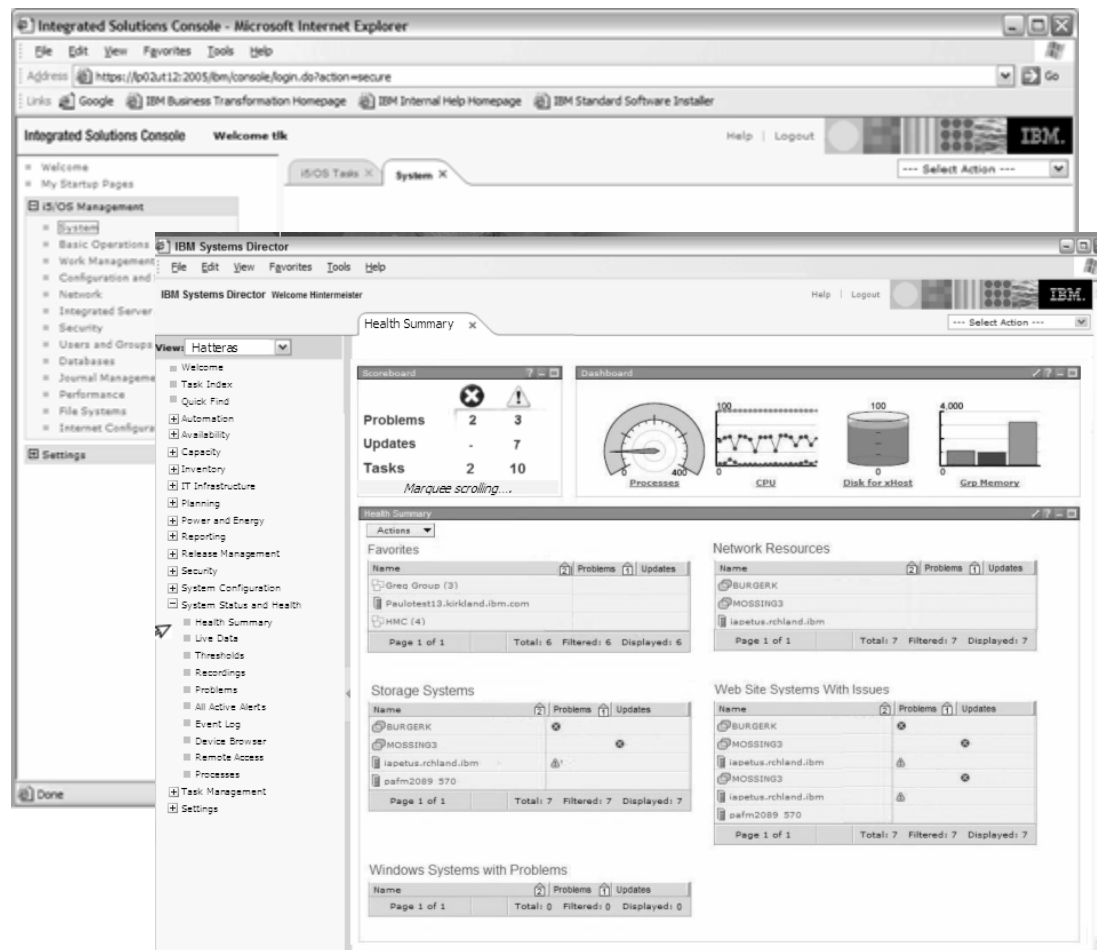 Integrated Solutions Console - Microsoft Internet Explorer
File Edit View Favorites Tools Help
Address https://lp02ut12:2005/ibm/console/login.do?action=secure Go
Links Google IBM Business Transformation Homepage IBM Internal Help Homepage IBM Standard Software Installer
Integrated Solutions Console Welcome tlk Help | Logout IBM.
Welcome
My Startup Pages
i5/OS Tasks X System X --- Select Action ---
i5/OS Management
System
Basic Operations
Work Management
Configuration and
Network
Integrated Server
Security
Users and Groups
Databases
Journal Manageme
Performance
File Systems
Internet Configura
Settings
Done
IBM Systems Director
File Edit View Favorites Tools Help
IBM Systems Director Welcome Hintermeister Help | Logout IBM.
Health Summary x --- Select Action ---
View: Hatteras
Welcome
Task Index
Quick Find
Automation
Availability
Capacity
Inventory
IT Infrastructure
Planning
Power and Energy
Reporting
Release Management
Security
System Configuration
System Status and Health
Health Summary
Live Data
Thresholds
Recordings
Problems
All Active Alerts
Event Log
Device Browser
Remote Access
Processes
Task Management
Settings
Scoreboard ?
Problems 2 3
Updates - 7
Tasks 2 10
Marquee scrolling....
Dashboard ?
100 100 4,000
0 400 0 0 0
Processes CPU Disk for xHost Grp Memory
Health Summary ?
Actions
Favorites
Name 2 Problems 1 Updates
Greg Group (3)
Paulotest13.kirkland.ibm.com
HMC (4)
Page 1 of 1 Total: 6 Filtered: 6 Displayed: 6
Network Resources
Name 2 Problems 1 Updates
BURGERK
MOSSING3
iapetus.rchland.ibm
Page 1 of 1 Total: 7 Filtered: 7 Displayed: 7
Storage Systems
Name 2 Problems 1 Updates
BURGERK
MOSSING3
iapetus.rchland.ibm
pafm2089 570
Page 1 of 1 Total: 7 Filtered: 7 Displayed: 7
Web Site Systems With Issues
Name 2 Problems 1 Updates
BURGERK
MOSSING3
iapetus.rchland.ibm
MOSSING3
iapetus.rchland.ibm
pafm2089 570
Page 1 of 1 Total: 7 Filtered: 7 Displayed: 7
Windows Systems with Problems
Name 2 Problems 1 Updates
Page 1 of 1 Total: 0 Filtered: 0 Displayed: 0